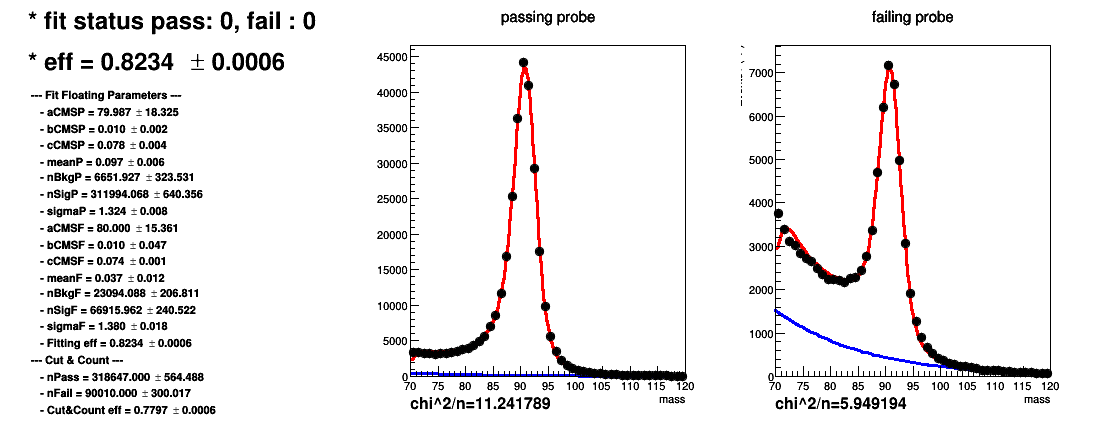 * fit status pass: 0, fail : 0
* eff = 0.8234 ± 0.0006
--- Fit Floating Parameters ---
- aCMSP = 79.987 ± 18.325
- bCMSP = 0.010 ± 0.002
- cCMSP = 0.078 ± 0.004
- meanP = 0.097 ± 0.006
- nBkgP = 6651.927 ± 323.531
- nSigP = 311994.068 ± 640.356
- sigmaP = 1.324 ± 0.008
- aCMSF = 80.000 ± 15.361
- bCMSF = 0.010 ± 0.047
- cCMSF = 0.074 ± 0.001
- meanF = 0.037 ± 0.012
- nBkgF = 23094.088 ± 206.811
- nSigF = 66915.962 ± 240.522
- sigmaF = 1.380 ± 0.018
- Fitting eff = 0.8234 ± 0.0006
--- Cut & Count ---
- nPass = 318647.000 ± 564.488
- nFail = 90010.000 ± 300.017
- Cut&Count eff = 0.7797 ± 0.0006
passing probe
45000
40000
35000
30000
25000
20000
15000
10000
5000
0
70 75 80 85 90 95 100 105 110 115 120
mass
chi^2/n=11.241789
failing probe
7000
6000
5000
4000
3000
2000
1000
0
70 75 80 85 90 95 100 105 110 115 120
mass
chi^2/n=5.949194